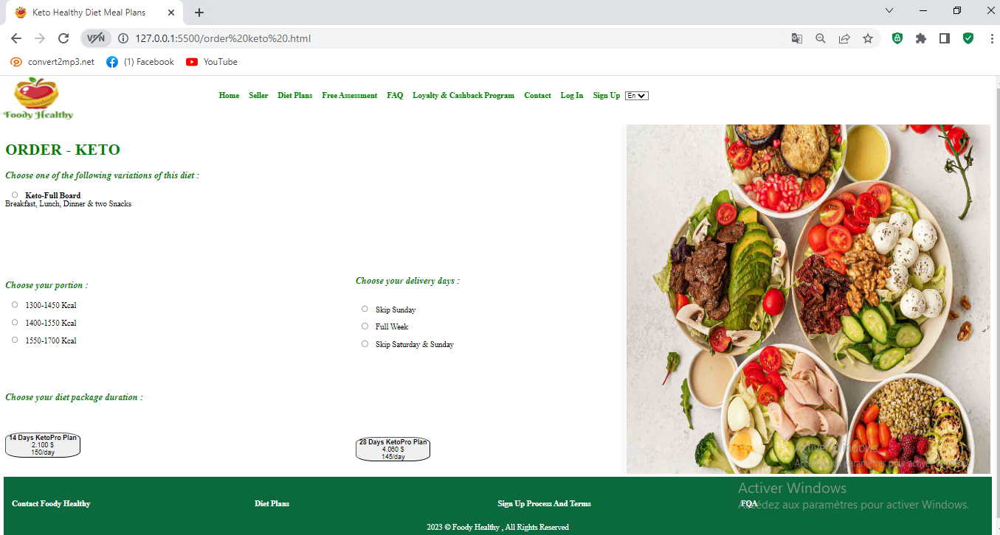 Keto Healthy Diet Meal Plans
VPN
127.0.0.1:5500/order%20keto%20.html
convert2mp3.net
(1) Facebook
YouTube
Foody Healthy
Home Seller Diet Plans Free Assessment FAQ Loyalty & Cashback Program Contact Log In Sign Up En
ORDER - KETO
Choose one of the following variations of this diet :
Keto-Full Board
Breakfast, Lunch, Dinner & two Snacks
Choose your portion :
1300-1450 Kcal
1400-1550 Kcal
1550-1700 Kcal
Choose your delivery days :
Skip Sunday
Full Week
Skip Saturday & Sunday
Choose your diet package duration :
14 Days KetoPro Plan
2.100 $
150/day
28 Days KetoPro Plan
4.060 $
145/day
Activer Windows
Contact Foody Healthy Diet Plans Sign Up Process And Terms FQA
Accédez aux paramètres pour activer Windows.
2023 © Foody Healthy , All Rights Reserved